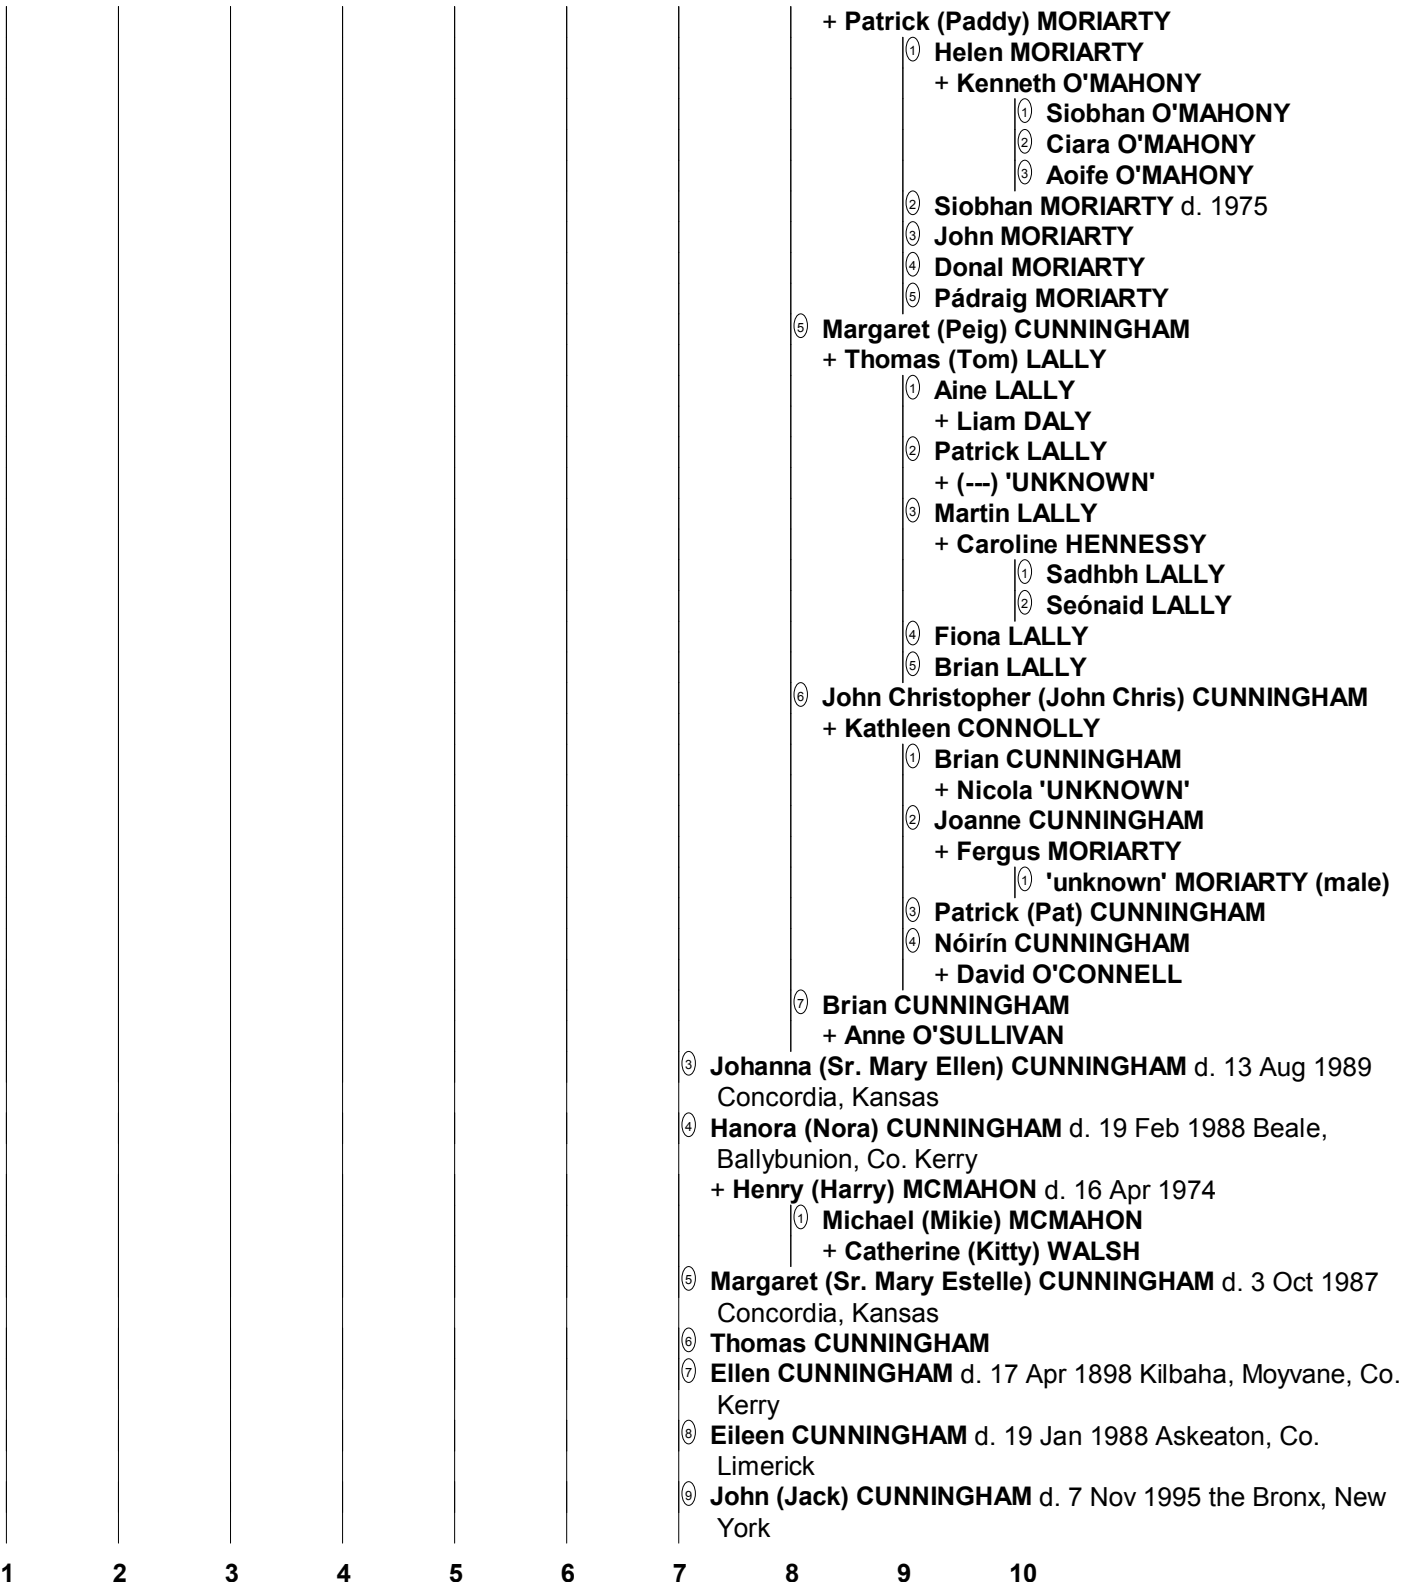 + Patrick (Paddy) MORIARTY
1 Helen MORIARTY
+ Kenneth O'MAHONY
1 Siobhan O'MAHONY
2 Ciara O'MAHONY
3 Aoife O'MAHONY
2 Siobhan MORIARTY d. 1975
3 John MORIARTY
4 Donal MORIARTY
5 Pádraig MORIARTY
5 Margaret (Peig) CUNNINGHAM
+ Thomas (Tom) LALLY
1 Aine LALLY
+ Liam DALY
2 Patrick LALLY
+ (---) 'UNKNOWN'
3 Martin LALLY
+ Caroline HENNESSY
1 Sadhbh LALLY
2 Seónaid LALLY
4 Fiona LALLY
5 Brian LALLY
6 John Christopher (John Chris) CUNNINGHAM
+ Kathleen CONNOLLY
1 Brian CUNNINGHAM
+ Nicola 'UNKNOWN'
2 Joanne CUNNINGHAM
+ Fergus MORIARTY
1 'unknown' MORIARTY (male)
3 Patrick (Pat) CUNNINGHAM
4 Nóirín CUNNINGHAM
+ David O'CONNELL
7 Brian CUNNINGHAM
+ Anne O'SULLIVAN
3 Johanna (Sr. Mary Ellen) CUNNINGHAM d. 13 Aug 1989
Concordia, Kansas
4 Hanora (Nora) CUNNINGHAM d. 19 Feb 1988 Beale,
Ballybunion, Co. Kerry
+ Henry (Harry) MCMAHON d. 16 Apr 1974
1 Michael (Mikie) MCMAHON
+ Catherine (Kitty) WALSH
5 Margaret (Sr. Mary Estelle) CUNNINGHAM d. 3 Oct 1987
Concordia, Kansas
6 Thomas CUNNINGHAM
7 Ellen CUNNINGHAM d. 17 Apr 1898 Kilbaha, Moyvane, Co.
Kerry
8 Eileen CUNNINGHAM d. 19 Jan 1988 Askeaton, Co.
Limerick
9 John (Jack) CUNNINGHAM d. 7 Nov 1995 the Bronx, New
York
1 2 3 4 5 6 7 8 9 10